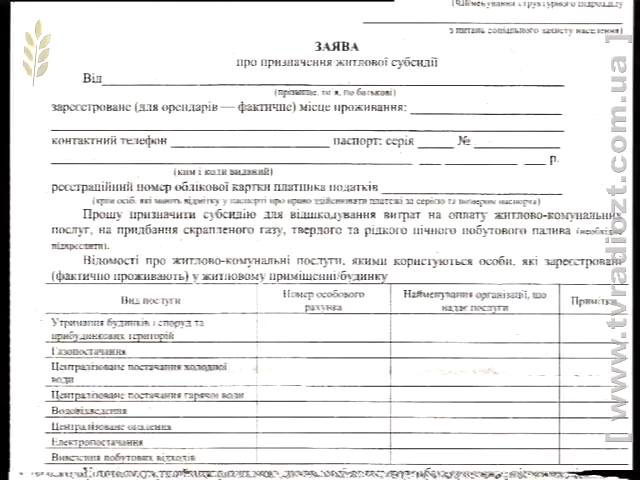 (найменування структурного підрозділу
з питань соціального захисту населення)
ЗАЯВА
про призначення житлової субсидії
Від
(прізвище, ім'я, по батькові)
зареєстроване (для орендарів — фактичне) місце проживання:
контактний телефон паспорт: серія №
р.
(ким і коли виданий)
реєстраційний номер облікової картки платника податків
(крім осіб, які мають відмітку у паспорті про право здійснювати платежі за серією та номером паспорта)
Прошу призначити субсидію для відшкодування витрат на оплату житлово-комунальних
послуг, на придбання скрапленого газу, твердого та рідкого пічного побутового палива (необхідне
підкреслити).
Відомості про житлово-комунальні послуги, якими користуються особи, які зареєстровані
(фактично проживають) у житловому приміщенні/будинку
Вид послуги
Номер особового
рахунка
Найменування організації, що
надає послуги
Примітки
Утримання будинків і споруд та
прибудинкових територій
Газопостачання
Централізоване постачання холодної
води
Централізоване постачання гарячої води
Водовідведення
Централізоване опалення
Електропостачання
Вивезення побутових відходів
[ www.tvradiozt.com.ua ]